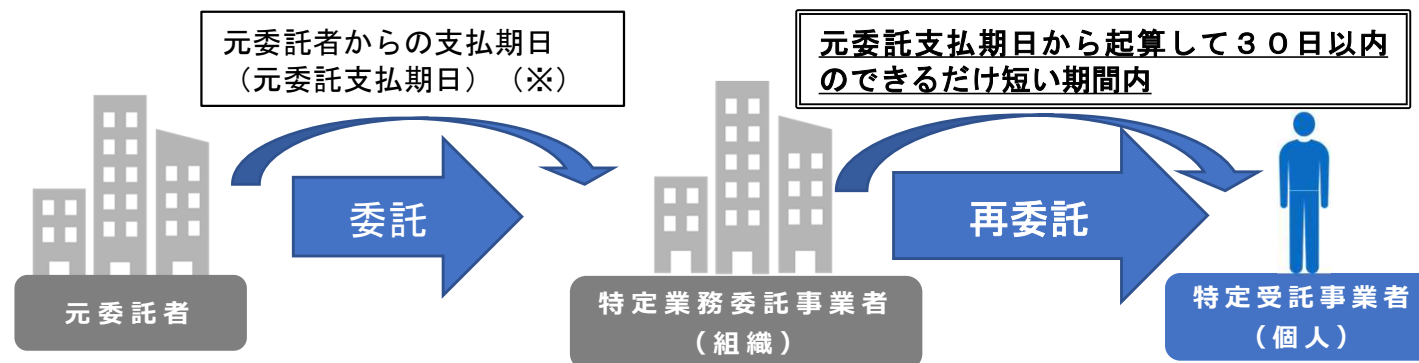 元委託者からの支払期日
（元委託支払期日）（※）
元委託支払期日から起算して３０日以内
のできるだけ短い期間内
委託
再委託
元委託者
特定業務委託事業者
（組織）
特定受託事業者
（個人）